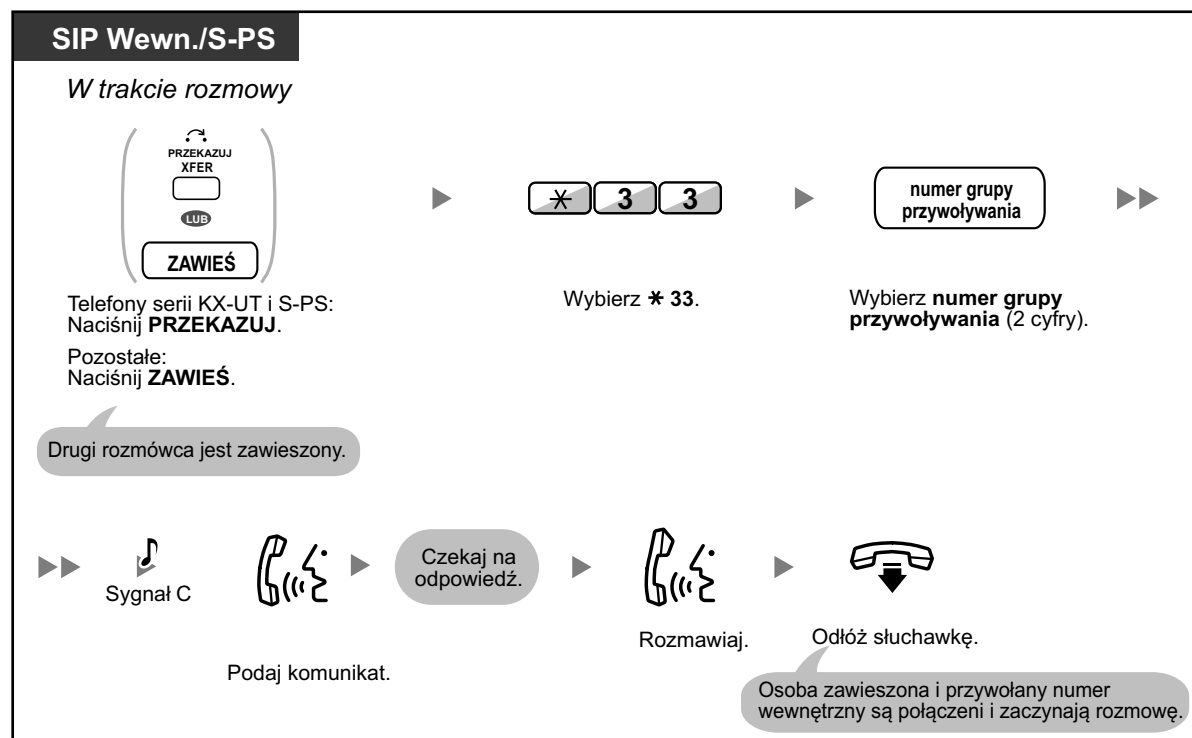 SIP Wewn./S-PS
W trakcie rozmowy
PRZEKAZUJ
XFER
LUB
ZAWIEŚ
Telefony serii KX-UT i S-PS:
Naciśnij PRZEKAZUJ.
Pozostałe:
Naciśnij ZAWIEŚ.
Drugi rozmówca jest zawieszony.
* 3 3
Wybierz * 33.
numer grupy
przywoływania
Wybierz numer grupy
przywoływania (2 cyfry).
Sygnał C
Podaj komunikat.
Czekaj na
odpowiedź.
Rozmawiaj.
Odłóż słuchawkę.
Osoba zawieszona i przywołany numer
wewnętrzny są połączeni i zaczynają rozmowę.